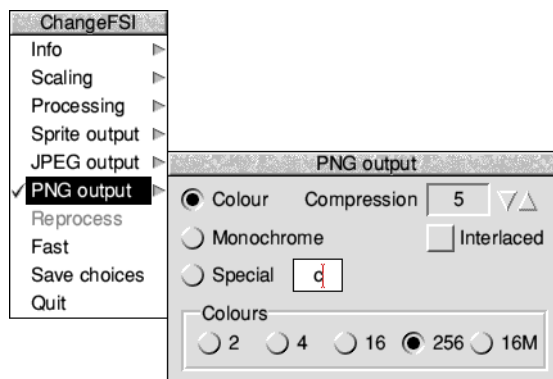 ChangeFSI
Info
Scaling
Processing
Sprite output
JPEG output
PNG output
Reprocess
Fast
Save choices
Quit
PNG output
Colour Compression 5
Monochrome Interlaced
Special c
Colours
2 4 16 256 16M